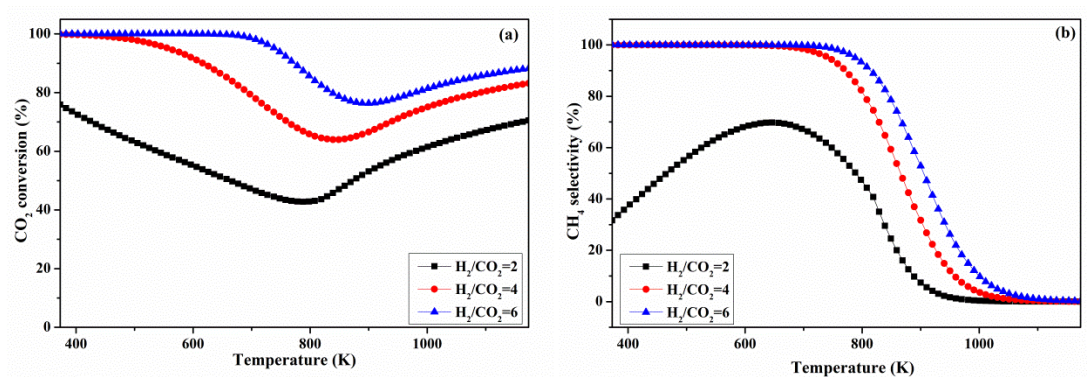 (a)
CO₂ conversion (%)
100
80
60
40
20
0
H₂/CO₂=2
H₂/CO₂=4
H₂/CO₂=6
400
600
800
1000
Temperature (K)
(b)
CH₄ selectivity (%)
100
80
60
40
20
0
H₂/CO₂=2
H₂/CO₂=4
H₂/CO₂=6
400
600
800
1000
Temperature (K)